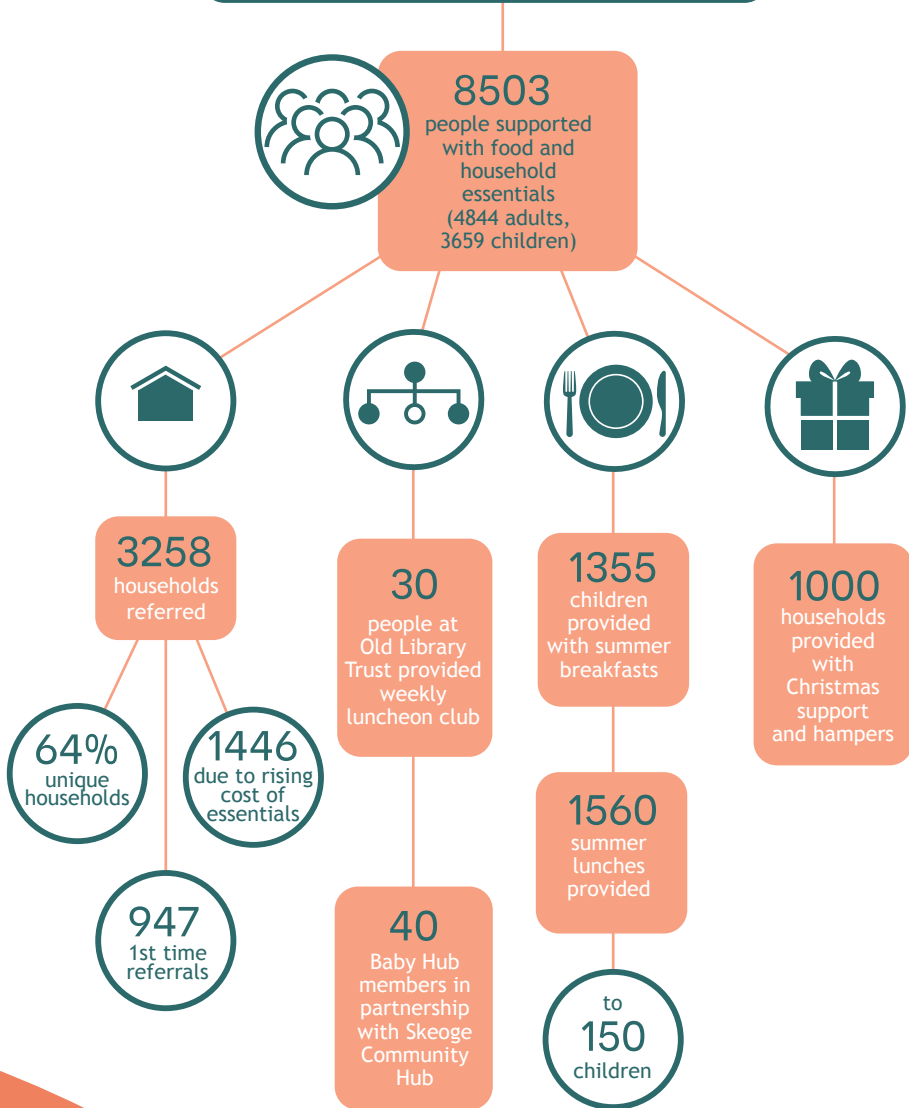 8503
people supported
with food and
household
essentials
(4844 adults,
3659 children)
3258
households
referred
64%
unique
households
1446
due to rising
cost of
essentials
947
1st time
referrals
30
people at
Old Library
Trust provided
weekly
luncheon club
40
Baby Hub
members in
partnership
with Skeoge
Community
Hub
1355
children
provided
with summer
breakfasts
1560
summer
lunches
provided
to
150
children
1000
households
provided
with
Christmas
support
and hampers